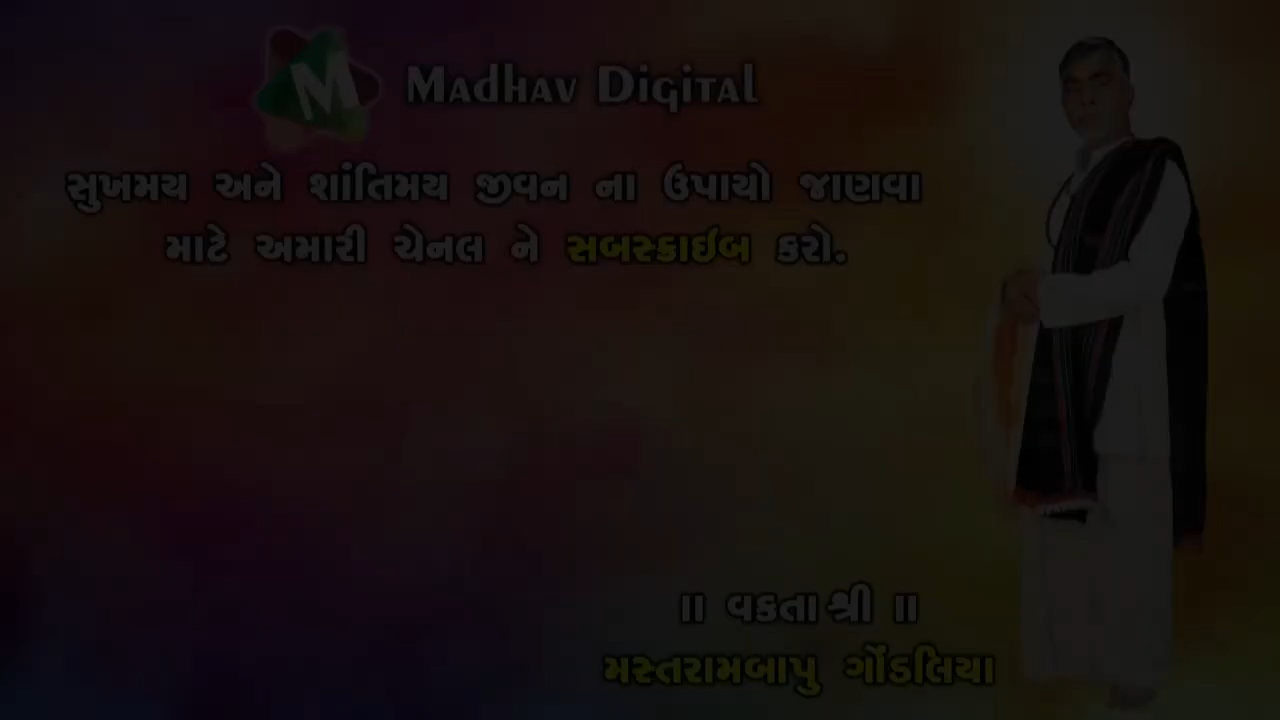 M Madhav Digital
સુખમય અને શાંતિમય જીવન ના ઉપાયો જાણવા
માટે અમારી ચેનલ ને સબસ્ક્રાઈબ કરો.
॥ વકતા શ્રી ॥
મસ્તરામબાપુ ગોંડલિયા